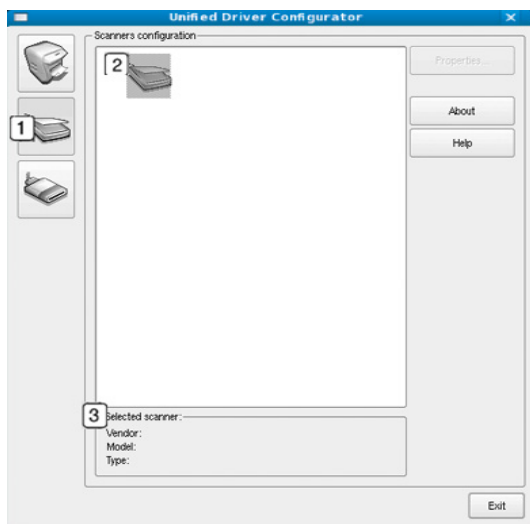 Unified Driver Configurator
Scanners configuration
Properties...
2
About
1
Help
3
Selected scanner:
Vendor:
Model:
Type:
Exit